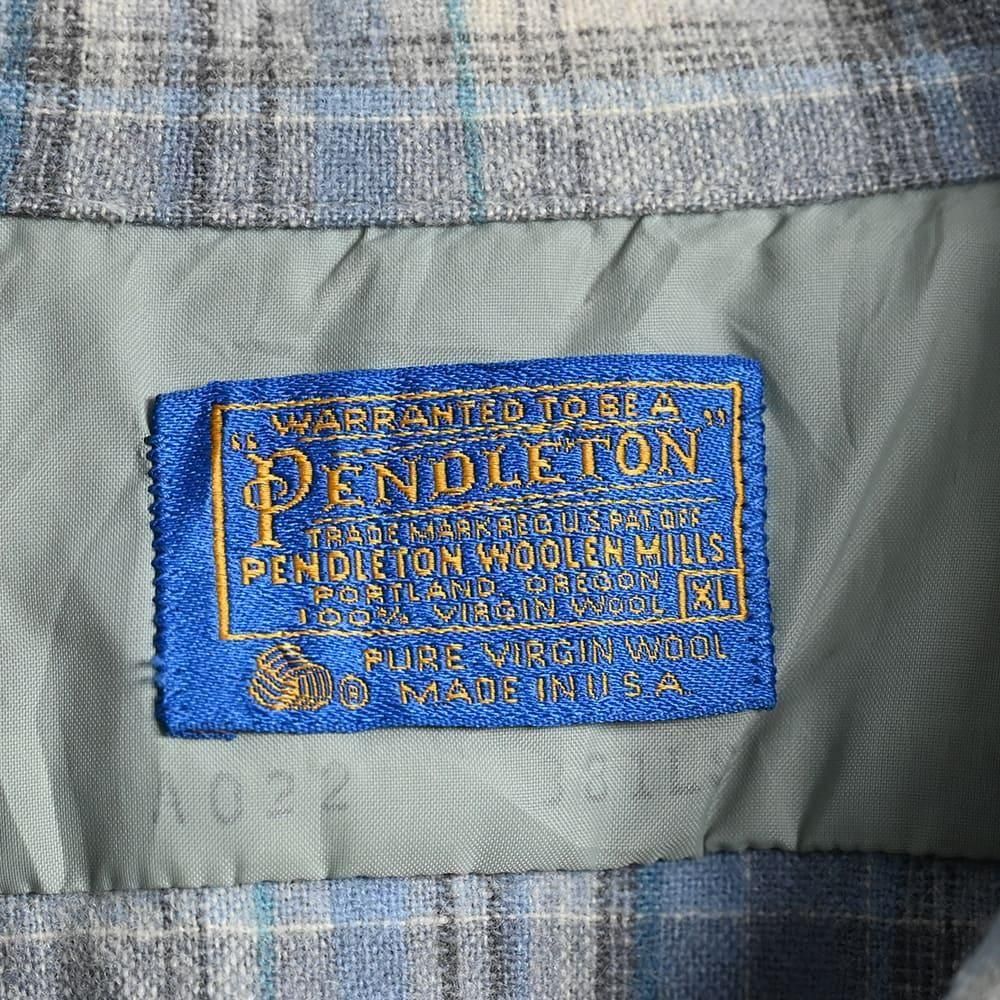 WARRANTED TO BE A
"PENDLETON"
TRADE MARK REG U.S. PAT. OFF
PENDLETON WOOLEN MILLS
PORTLAND, OREGON
100% VIRGIN WOOL XL
PURE VIRGIN WOOL
® MADE IN U.S.A.
A022